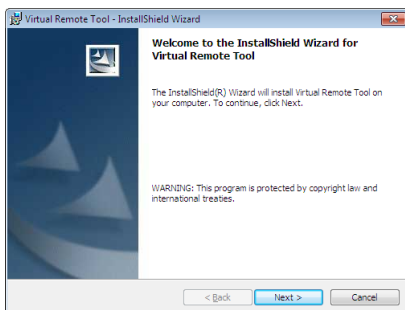 Virtual Remote Tool - InstallShield Wizard
Welcome to the InstallShield Wizard for
Virtual Remote Tool
The InstallShield(R) Wizard will install Virtual Remote Tool on
your computer. To continue, click Next.
WARNING: This program is protected by copyright law and
international treaties.
< Back Next > Cancel